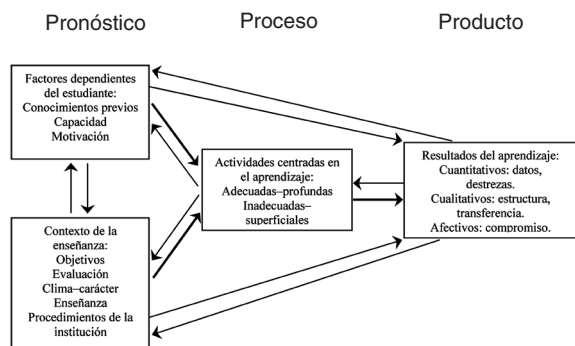 Pronóstico
Proceso
Producto
Factores dependientes
del estudiante:
Conocimientos previos
Capacidad
Motivación
Actividades centradas en
el aprendizaje:
Adecuadas–profundas
Inadecuadas–
superficiales
Resultados del aprendizaje:
Cuantitativos: datos,
destrezas.
Cualitativos: estructura,
transferencia.
Afectivos: compromiso.
Contexto de la
enseñanza:
Objetivos
Evaluación
Clima–carácter
Enseñanza
Procedimientos de la
institución